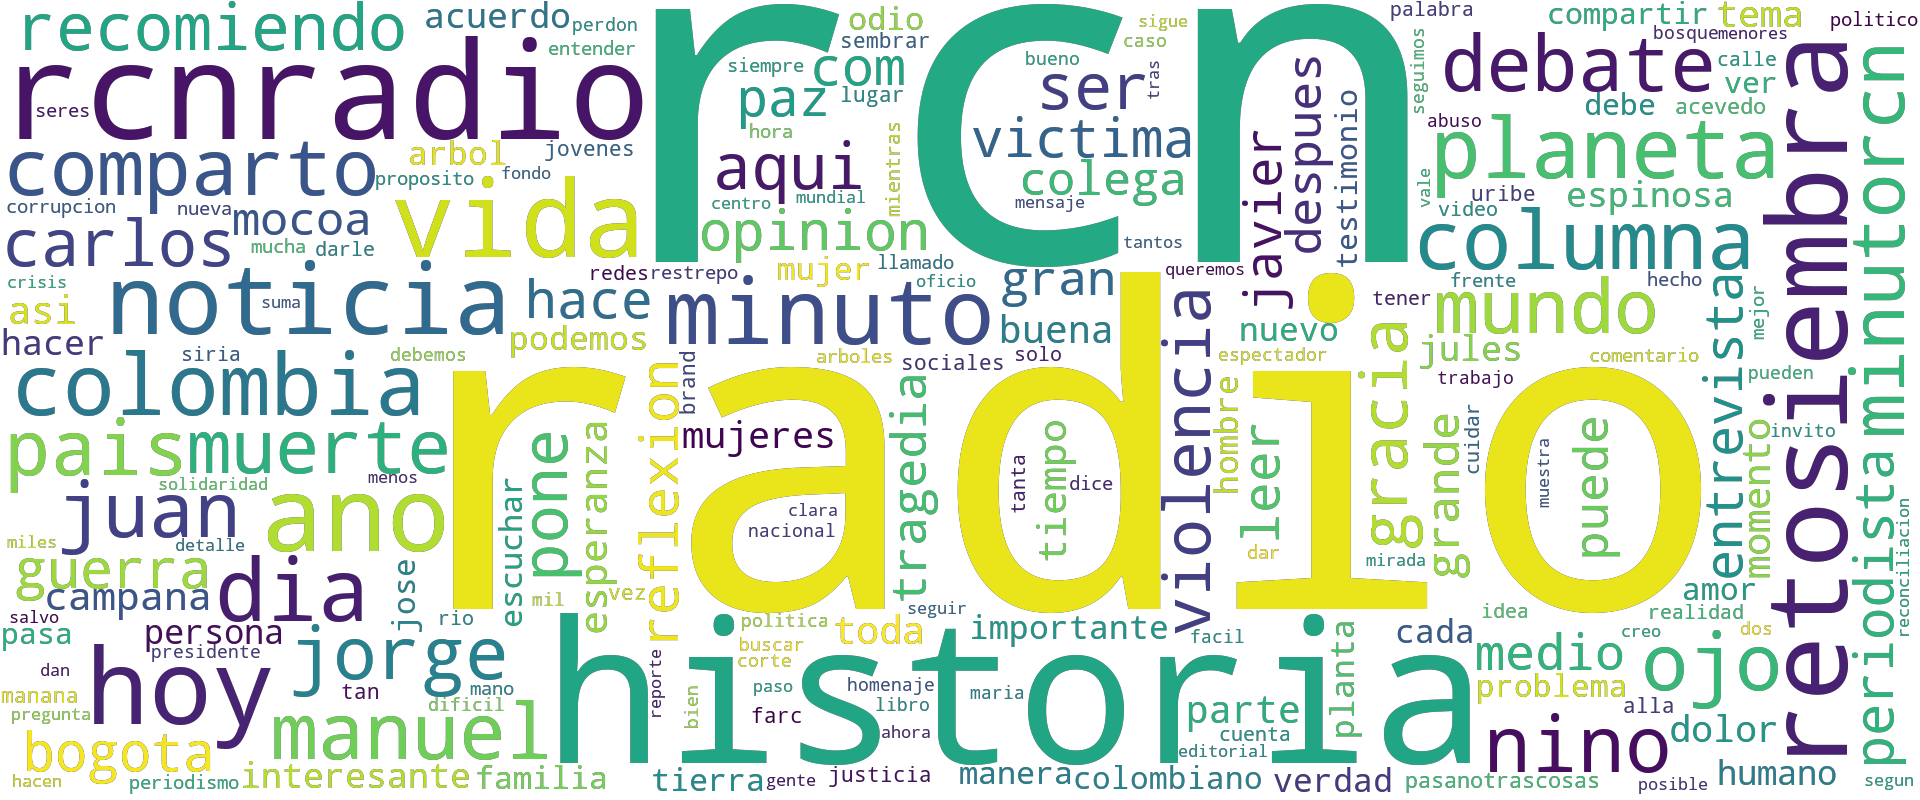 recomiendo
acuerdo
perdon
entender
odio
sembrar
sigue
caso
palabra
compartir
tema
politico
bosque
menores
rcnradio
rcn
siempre
com
bueno
ser
tras
seguimos
debate
calle
ver
seres
paz
lugar
debe
acevedo
comparto
arbol
jovenes
hora
victima
despues
testimonio
abuso
planeta
retosiembra
minutorcn
proposito
fondo
aqui
mientras
colega
javier
vale
uribe
espinosa
corrupcion
nueva
mocoa
vida
centro
mundial
mensaje
video
columna
carlos
mucha
darle
opinion
tantos
crisis
noticia
suma
redes
restrepo
mujer
llamado
oficio
gran
queremos
frente
hecho
asi
hace
minuto
buena
nuevo
tener
mundo
entrevista
mejor
hacer
siria
debemos
podemos
arboles
sociales
solo
espectador
jules
comentario
colombia
brand
radio
violencia
hombre
gracia
trabajo
pueden
pais
muerte
pone
esperanza
reflexion
mujeres
tragedia
tanta
dice
tiempo
leer
grande
cuidar
muestra
puede
momento
invito
periodista
menos
solidaridad
juan
ano
escuchar
clara
nacional
dar
mirada
reconciliacion
miles
detalle
guerra
campana
dia
jose
mil
vez
amor
salvo
rio
seguir
idea
realidad
pasa
persona
presidente
politica
toda
importante
facil
planta
cada
creo
dos
buscar
corte
dan
hoy
tan
jorge
mano
historia
reporte
paso
homenaje
libro
maria
medio
ojo
problema
manana
pregunta
manuel
dificil
bien
farc
ahora
parte
cuenta
editorial
alla
nino
dolor
bogota
hacen
periodismo
interesante
familia
tierra
gente
justicia
manera
colombiano
verdad
pasanotrascosas
posible
humano
segun